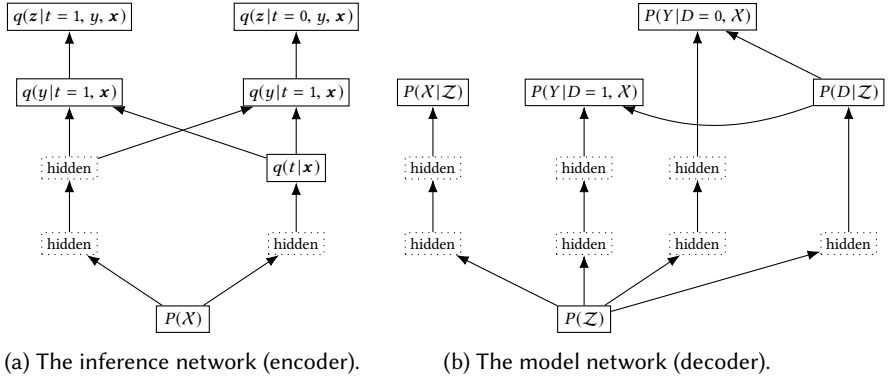 q(z|t = 1, y, x)
q(z|t = 0, y, x)
P(Y|D = 0, X)
q(y|t = 1, x)
q(y|t = 1, x)
P(X|Z)
P(Y|D = 1, X)
P(D|Z)
hidden
q(t|x)
hidden
hidden
hidden
hidden
hidden
hidden
hidden
hidden
hidden
P(X)
P(Z)
(a) The inference network (encoder).
(b) The model network (decoder).